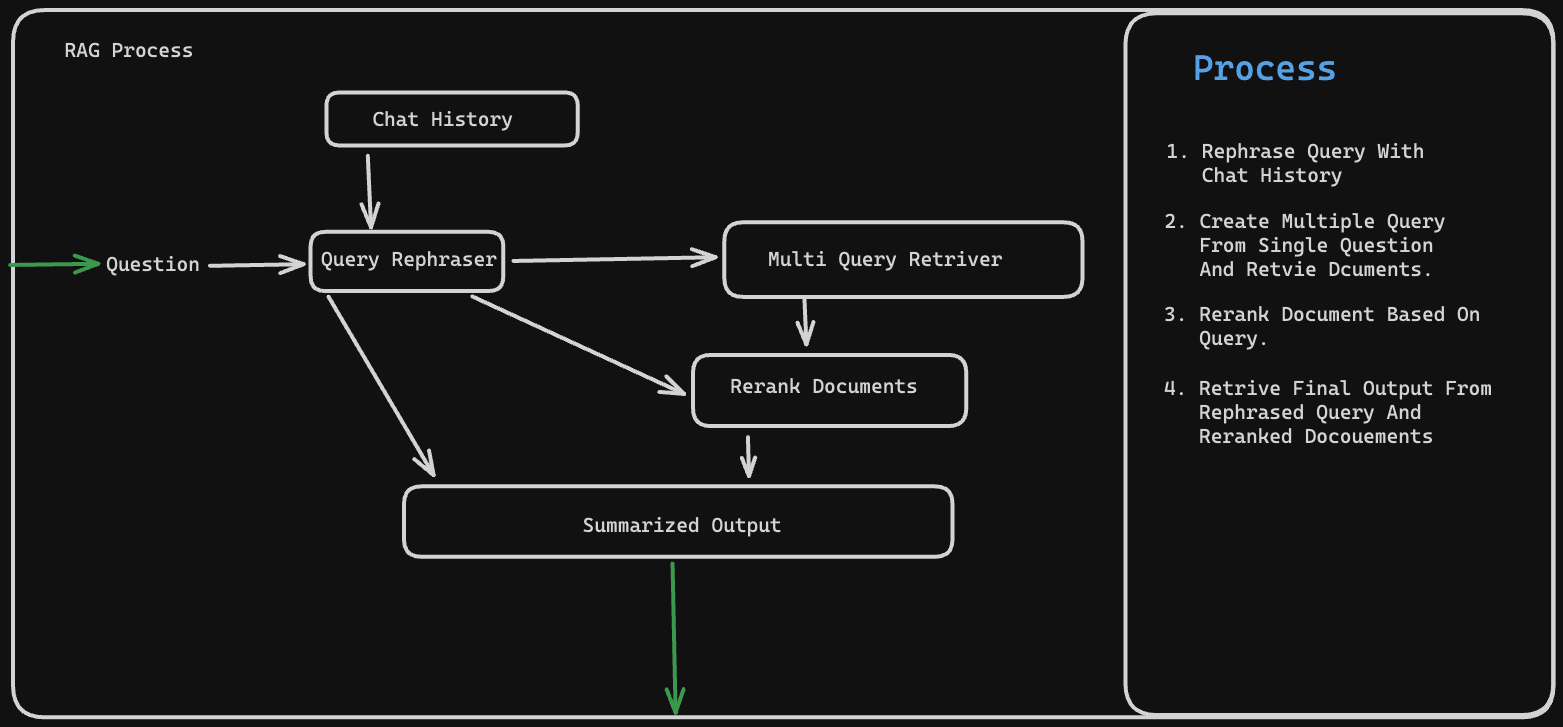 RAG Process
Chat History
Question
Query Rephraser
Multi Query Retriver
Rerank Documents
Summarized Output
Process
1. Rephrase Query With
Chat History
2. Create Multiple Query
From Single Question
And Retvie Dcuments.
3. Rerank Document Based On
Query.
4. Retrive Final Output From
Rephrased Query And
Reranked Docouements